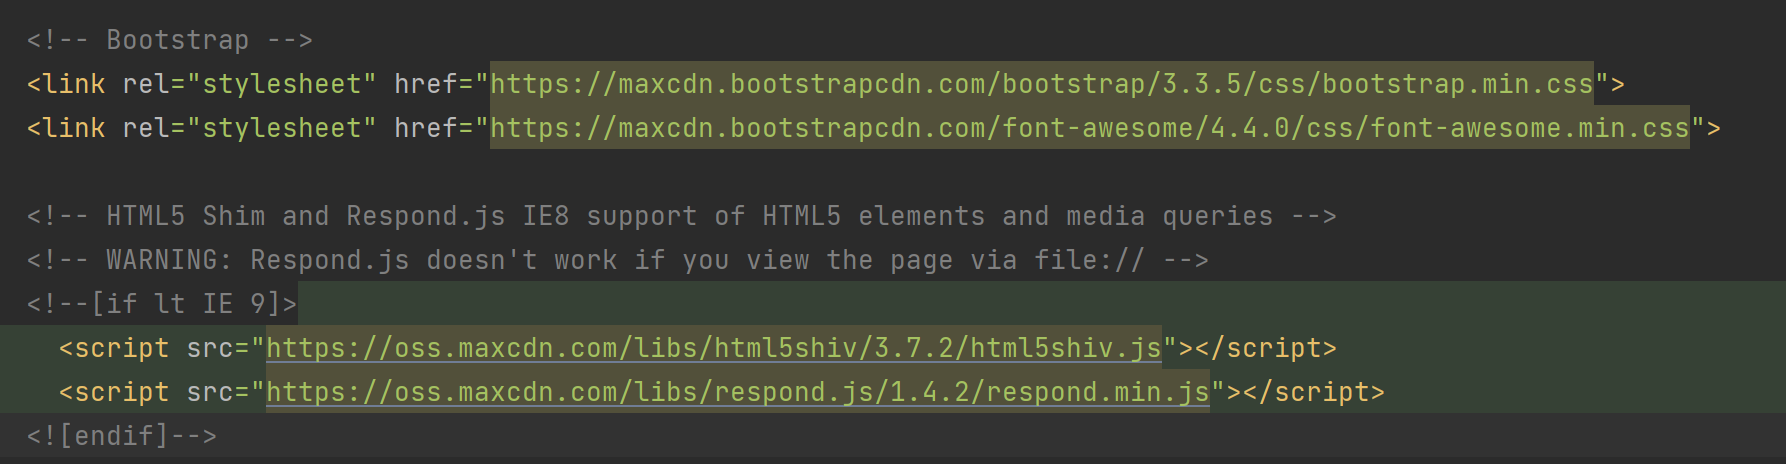 <!-- Bootstrap -->
<link rel="stylesheet" href="https://maxcdn.bootstrapcdn.com/bootstrap/3.3.5/css/bootstrap.min.css">
<link rel="stylesheet" href="https://maxcdn.bootstrapcdn.com/font-awesome/4.4.0/css/font-awesome.min.css">
<!-- HTML5 Shim and Respond.js IE8 support of HTML5 elements and media queries -->
<!-- WARNING: Respond.js doesn't work if you view the page via file:// -->
<!--[if lt IE 9]>
<script src="https://oss.maxcdn.com/libs/html5shiv/3.7.2/html5shiv.js"></script>
<script src="https://oss.maxcdn.com/libs/respond.js/1.4.2/respond.min.js"></script>
<![endif]-->